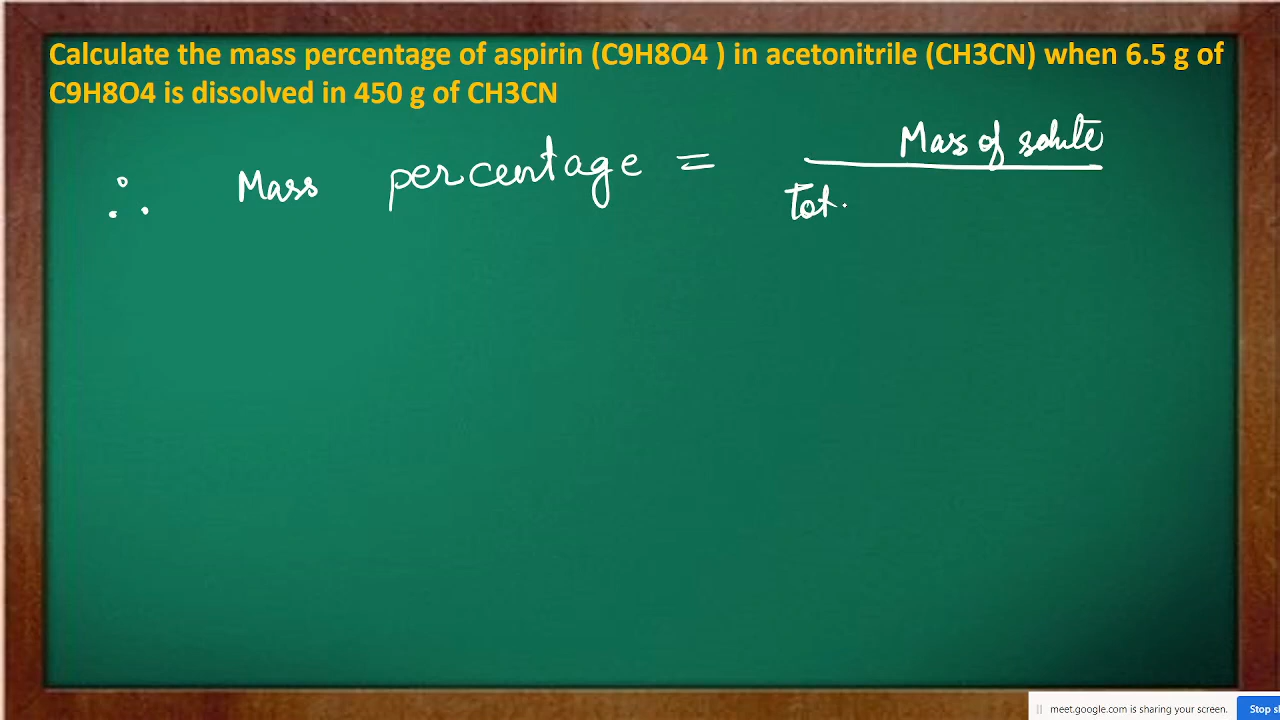 Calculate the mass percentage of aspirin (C9H8O4 ) in acetonitrile (CH3CN) when 6.5 g of
C9H8O4 is dissolved in 450 g of CH3CN
∴ Mass percentage = Mass of solute
Tot.
meet.google.com is sharing your screen.
Stop s